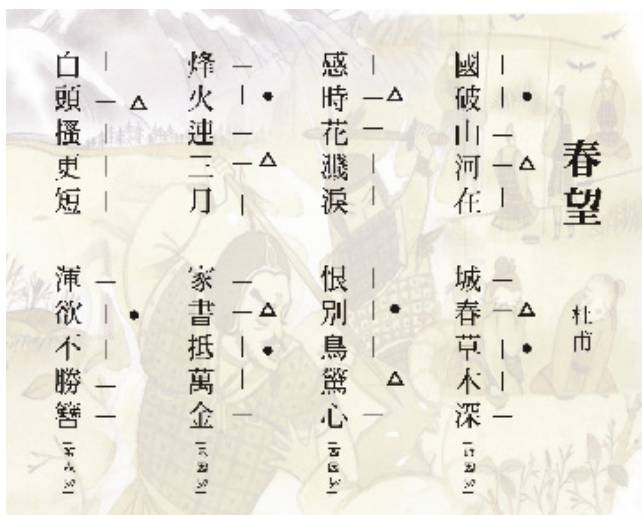 春望
杜甫
國破山河在
城春草木深
感時花濺淚
恨別鳥驚心
烽火連三月
家書抵萬金
白頭搔更短
渾欲不勝簪